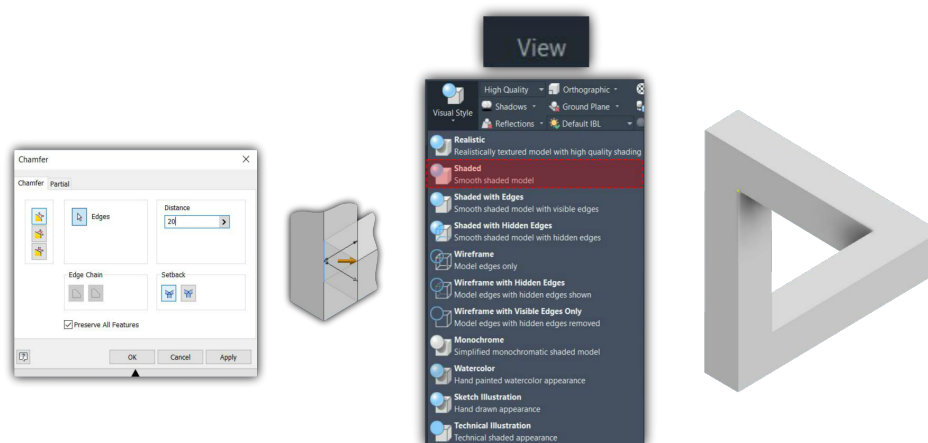 View
High Quality
Orthographic
Visual Style
Shadows
Ground Plane
Reflections
Default IBL
Realistic
Realistically textured model with high quality shading
Shaded
Smooth shaded model
Shaded with Edges
Smooth shaded model with visible edges
Shaded with Hidden Edges
Smooth shaded model with hidden edges
Wireframe
Model edges only
Wireframe with Hidden Edges
Model edges with hidden edges shown
Wireframe with Visible Edges Only
Model edges with hidden edges removed
Monochrome
Simplified monochromatic shaded model
Watercolor
Hand painted watercolor appearance
Sketch Illustration
Hand drawn appearance
Technical Illustration
Technical shaded appearance
Chamfer
Chamfer Partial
Edges
Distance
20
Edge Chain
Setback
Preserve All Features
OK Cancel Apply